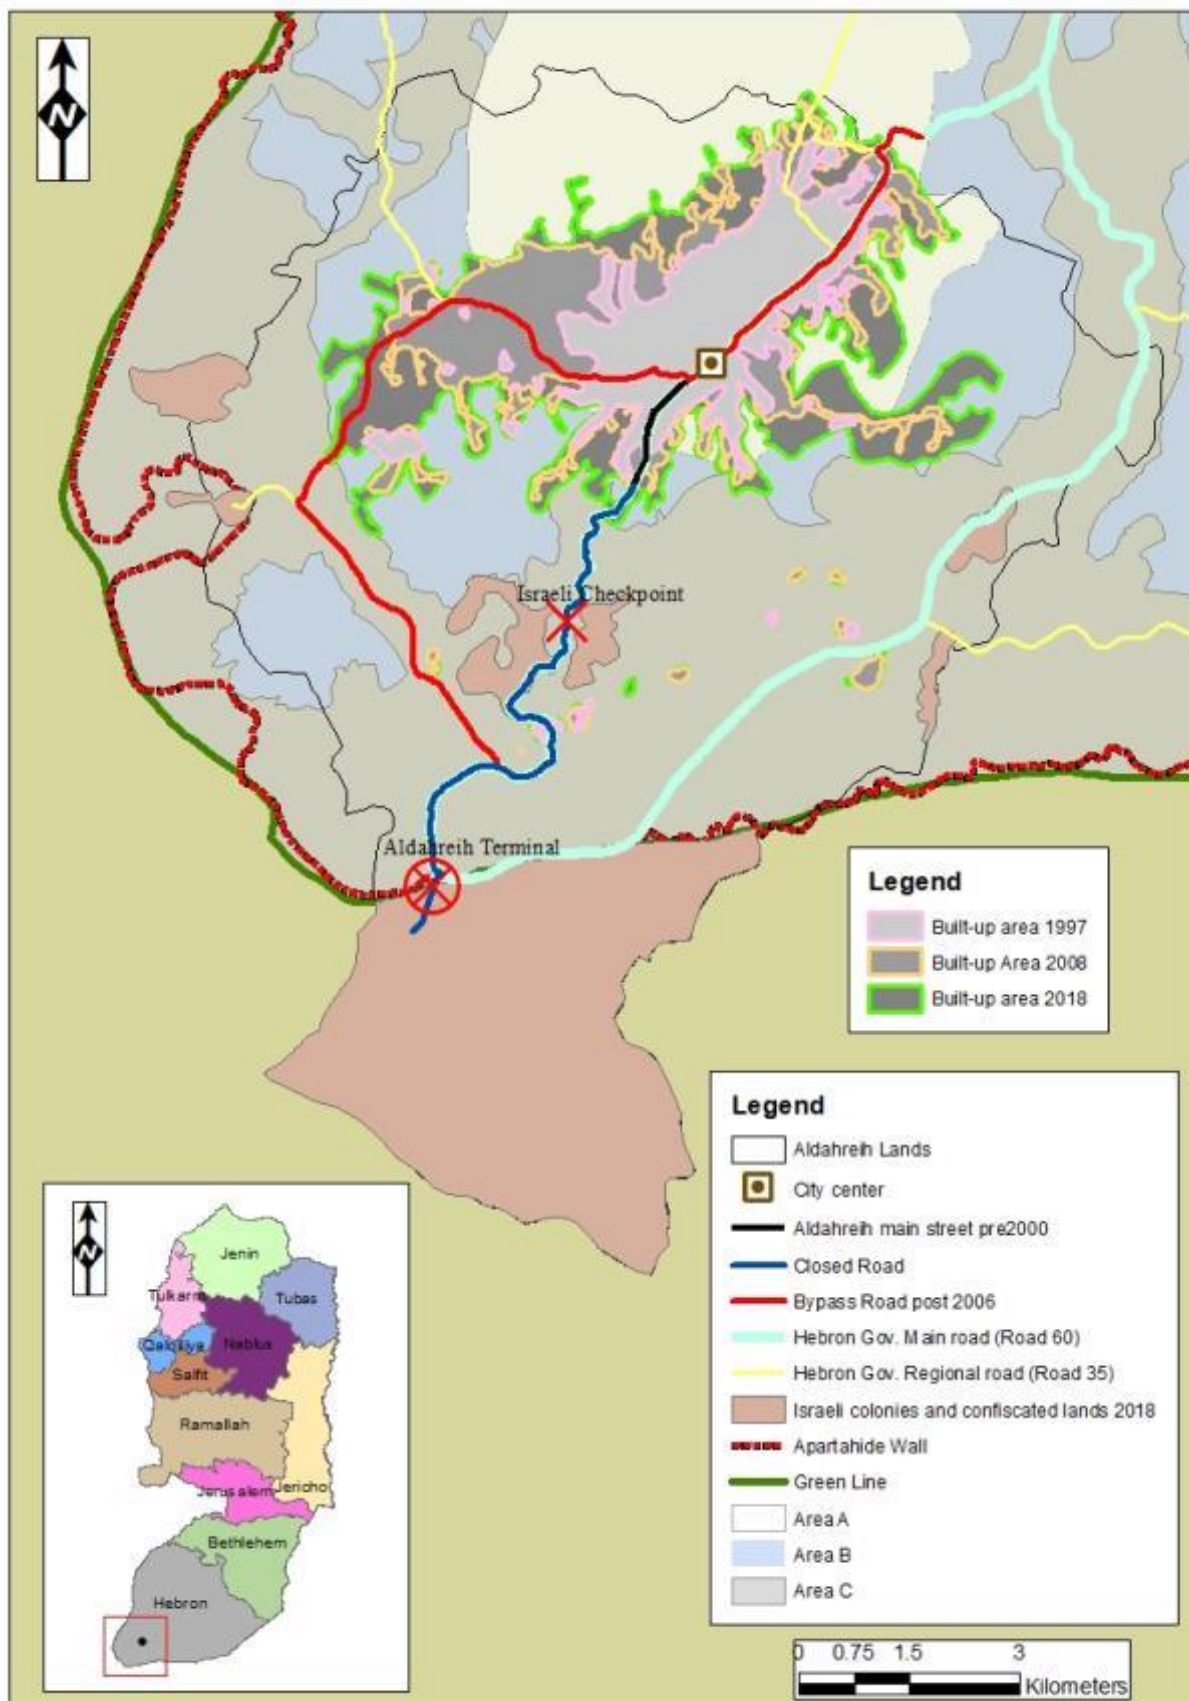 N
Israeli Checkpoint
Aldahreih Terminal
Legend
Built-up area 1997
Built-up Area 2008
Built-up area 2018
Legend
Aldahreih Lands
City center
Aldahreih main street pre2000
Closed Road
Bypass Road post 2006
Hebron Gov. Main road (Road 60)
Hebron Gov. Regional road (Road 35)
Israeli colonies and confiscated lands 2018
Apartahide Wall
Green Line
Area A
Area B
Area C
N
Jenin
Tulkarm
Tubas
Qalqiliya
Nablus
Salfit
Ramallah
Jerusalem
Jericho
Bethlehem
Hebron
0 0.75 1.5 3
Kilometers